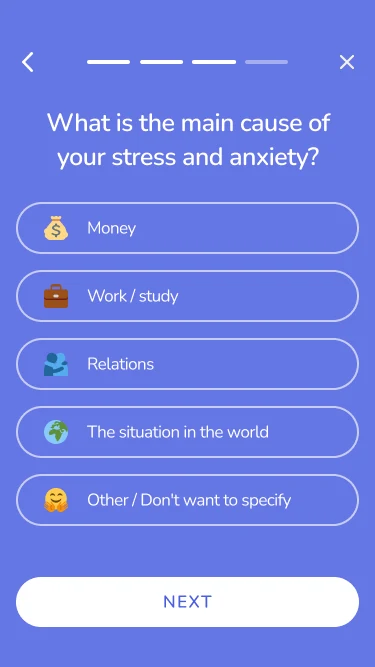 What is the main cause of
your stress and anxiety?
Money
Work / study
Relations
The situation in the world
Other / Don't want to specify
NEXT